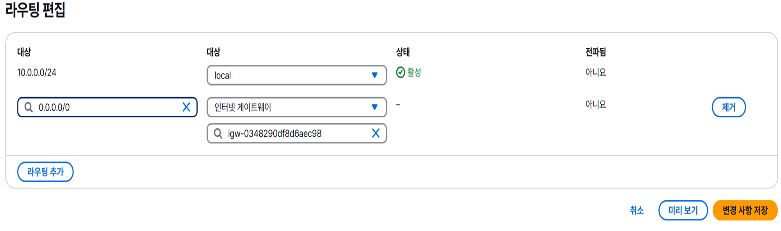 라우팅 편집
대상 대상 상태 전파됨
10.0.0.0/24 local 활성 아니요
0.0.0.0/0 인터넷 게이트웨이 – 아니요 제거
igw-0348290df8d6aec98
라우팅 추가
취소 미리 보기 변경 사항 저장